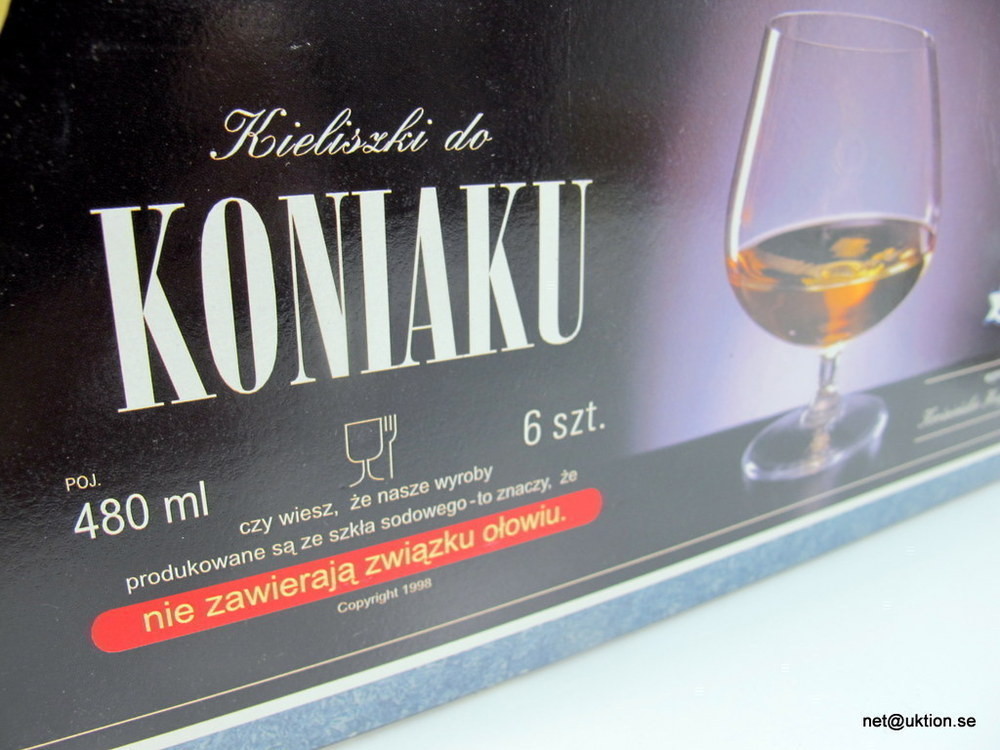 Kieliszki do
KONIAKU
6 szt.
POJ.
480 ml
czy wiesz, że nasze wyroby
produkowane są ze szkła sodowego-to znaczy, że
nie zawierają związku ołowiu.
Copyright 1998
net@uktion.se